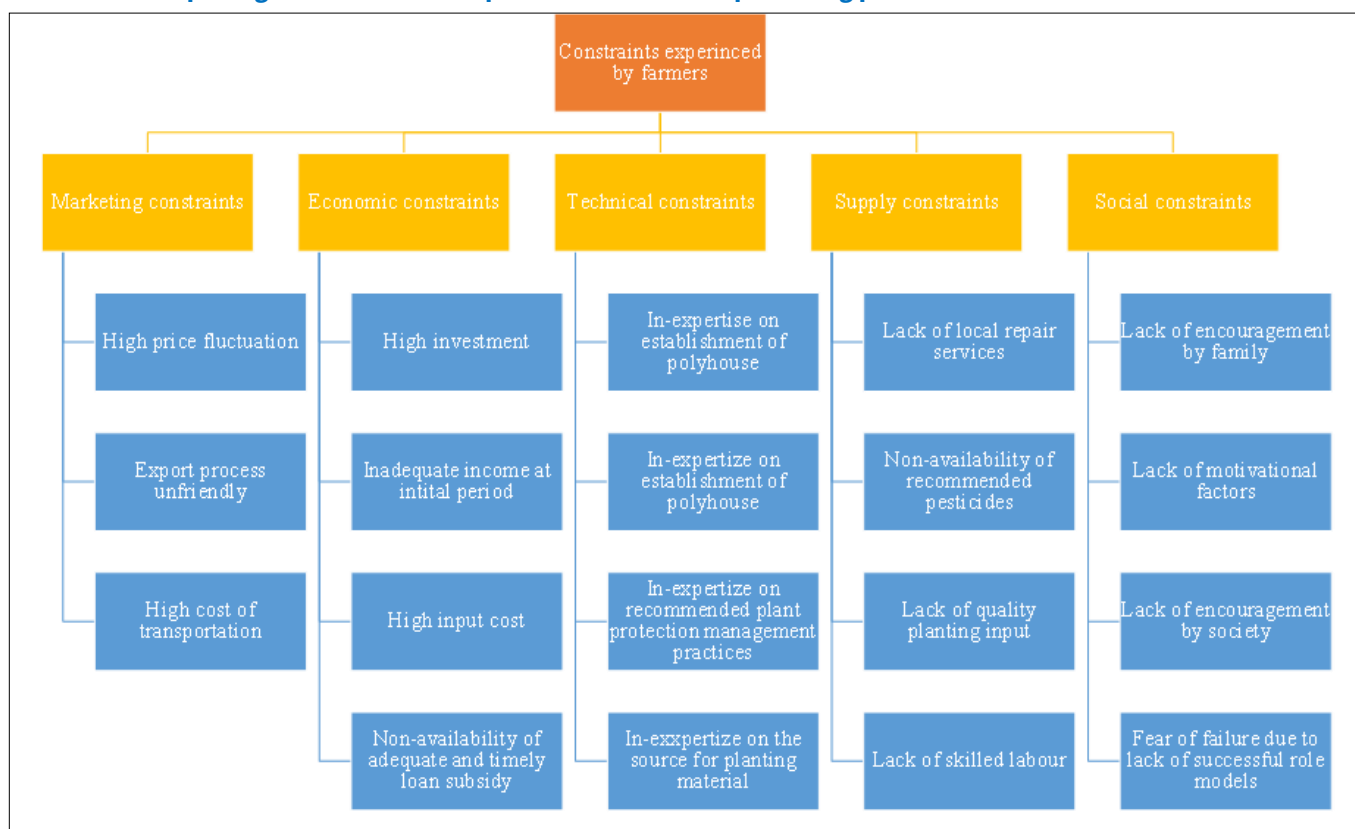 Constraints experinced
by farmers
Marketing constraints
Economic constraints
Technical constraints
Supply constraints
Social constraints
High price fluctuation
Export process
unfriendly
High cost of
transportation
High investment
Inadequate income at
intital period
High input cost
Non-availability of
adequate and timely
loan subsidy
In-expertise on
establishment of
polyhouse
In-expertize on
establishment of
polyhouse
In-expertize on
recommended plant
protection management
practices
In-exxpertize on the
source for planting
material
Lack of local repair
services
Non-availability of
recommended
pesticides
Lack of quality
planting input
Lack of skilled labour
Lack of encouragement
by family
Lack of motivational
factors
Lack of encouragement
by society
Fear of failure due to
lack of successful role
models